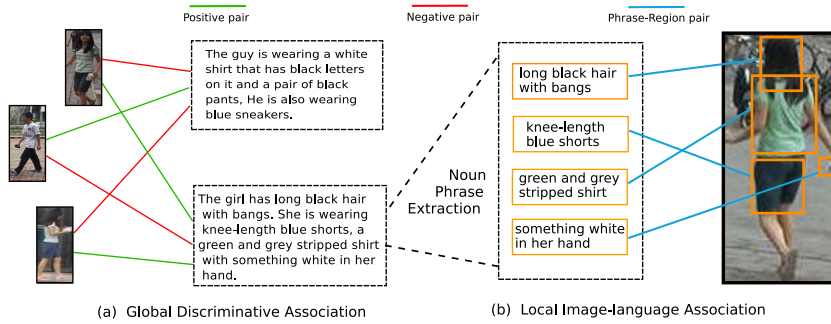 Positive pair
Negative pair
Phrase-Region pair
The guy is wearing a white
shirt that has black letters
on it and a pair of black
pants, He is also wearing
blue sneakers.
The girl has long black hair
with bangs. She is wearing
knee-length blue shorts, a
green and grey stripped shirt
with something white in her
hand.
Noun
Phrase
Extraction
long black hair
with bangs
knee-length
blue shorts
green and grey
stripped shirt
something white
in her hand
(a) Global Discriminative Association
(b) Local Image-language Association